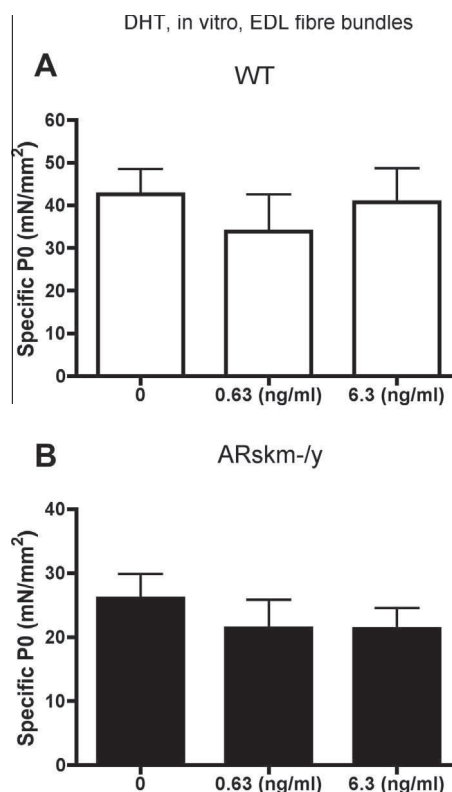 DHT, in vitro, EDL fibre bundles
A
WT
Specific P0 (mN/mm²)
60
50
40
30
20
10
0
0 0.63 (ng/ml) 6.3 (ng/ml)
B
ARskm-/y
Specific P0 (mN/mm²)
40
30
20
10
0
0 0.63 (ng/ml) 6.3 (ng/ml)